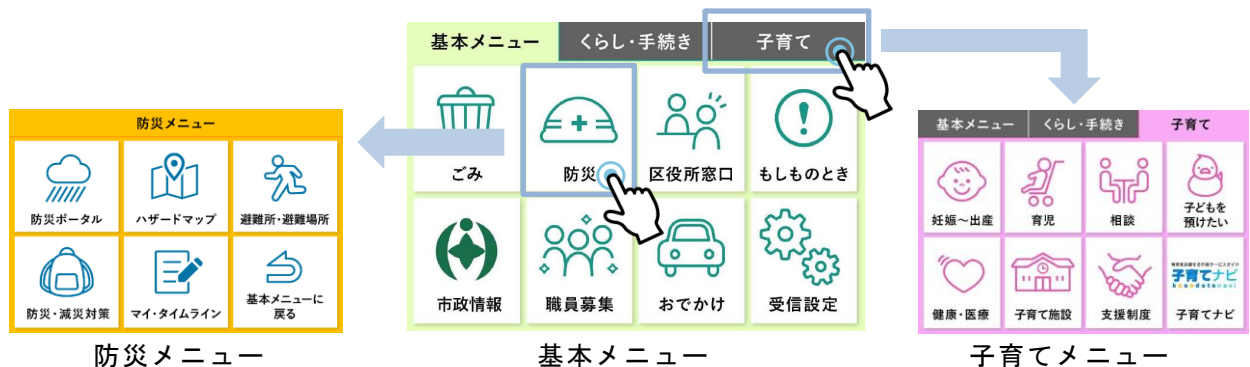 防災メニュー
防災ポータル
ハザードマップ
避難所・避難場所
防災・減災対策
マイ・タイムライン
基本メニューに
戻る
防災メニュー
基本メニュー
くらし・手続き
子育て
ごみ
防災
区役所窓口
もしものとき
市政情報
職員募集
おでかけ
受信設定
基本メニュー
基本メニュー
くらし・手続き
子育て
妊娠～出産
育児
相談
子どもを
預けたい
健康・医療
子育て施設
支援制度
子育てナビ
kosodatenavi
子育てナビ
子育てメニュー